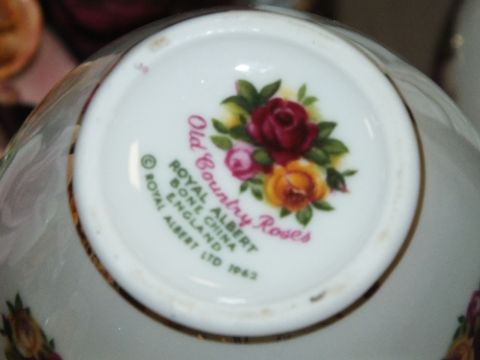 Old Country Roses
ROYAL ALBERT
BONE CHINA
ENGLAND
© ROYAL ALBERT LTD 1962